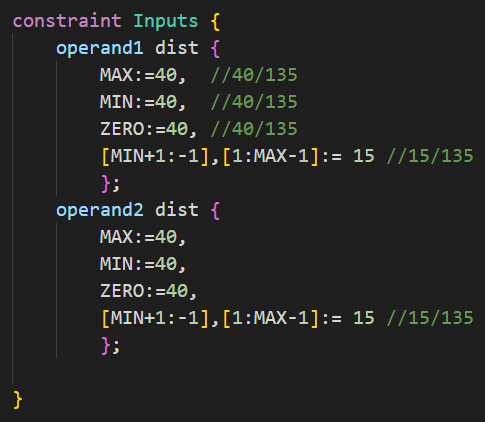 constraint Inputs {
operand1 dist {
MAX:=40, //40/135
MIN:=40, //40/135
ZERO:=40, //40/135
[MIN+1:-1],[1:MAX-1]:= 15 //15/135
};
operand2 dist {
MAX:=40,
MIN:=40,
ZERO:=40,
[MIN+1:-1],[1:MAX-1]:= 15 //15/135
};
}